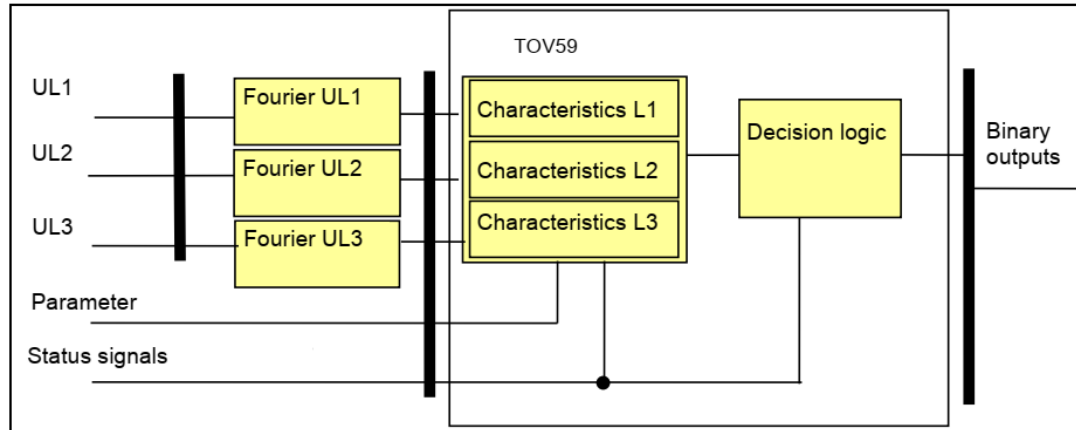 TOV59
UL1
Fourier UL1
Characteristics L1
Decision logic
Binary
outputs
UL2
Fourier UL2
Characteristics L2
UL3
Fourier UL3
Characteristics L3
Parameter
Status signals